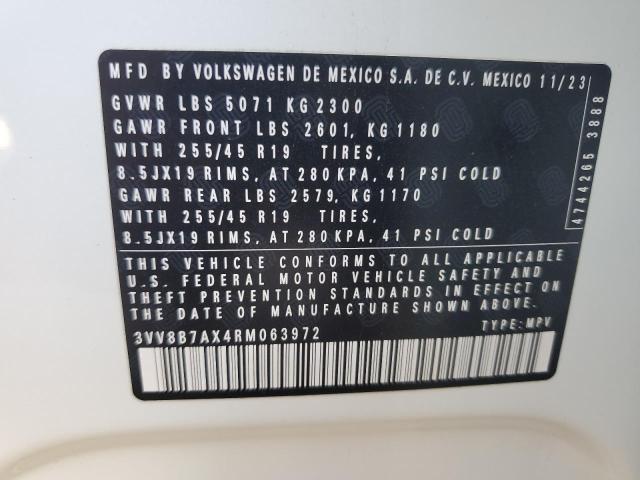 MFD BY VOLKSWAGEN DE MEXICO S.A. DE C.V. MEXICO 11/23
GVWR LBS 5071 KG 2300
GAWR FRONT LBS 2601, KG 1180
WITH 255/45 R19 TIRES,
8.5JX19 RIMS, AT 280 KPA, 41 PSI COLD
GAWR REAR LBS 2579, KG 1170
WITH 255/45 R19 TIRES,
8.5JX19 RIMS, AT 280 KPA, 41 PSI COLD
4744265 3888
THIS VEHICLE CONFORMS TO ALL APPLICABLE
U.S. FEDERAL MOTOR VEHICLE SAFETY AND
THEFT PREVENTION STANDARDS IN EFFECT ON
THE DATE OF MANUFACTURE SHOWN ABOVE.
3VV8B7AX4RM063972 TYPE: MPV